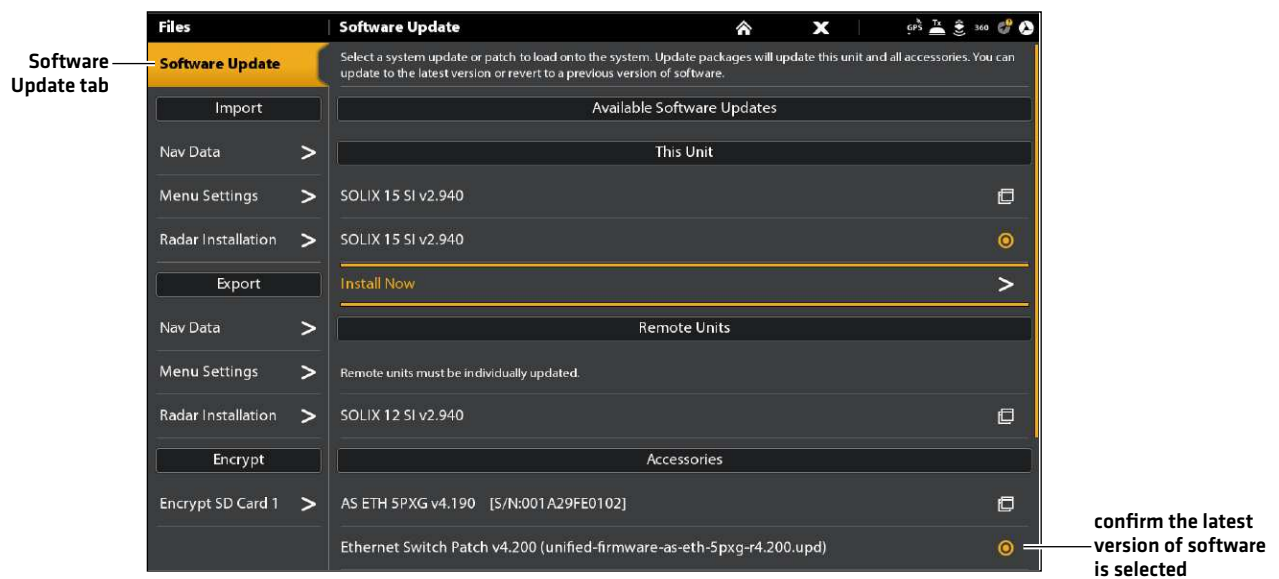 Files
Software Update
GPS Tx 360
Software
Update tab
Software Update
Select a system update or patch to load onto the system. Update packages will update this unit and all accessories. You can
update to the latest version or revert to a previous version of software.
Import
Available Software Updates
Nav Data >
This Unit
Menu Settings >
SOLIX 15 SI v2.940
Radar Installation >
SOLIX 15 SI v2.940
Export
Install Now >
Nav Data >
Remote Units
Menu Settings >
Remote units must be individually updated.
Radar Installation >
SOLIX 12 SI v2.940
Encrypt
Accessories
Encrypt SD Card 1 >
AS ETH 5PXG v4.190 [S/N:001A29FE0102]
Ethernet Switch Patch v4.200 (unified-firmware-as-eth-5pxg-r4.200.upd)
confirm the latest
version of software
is selected